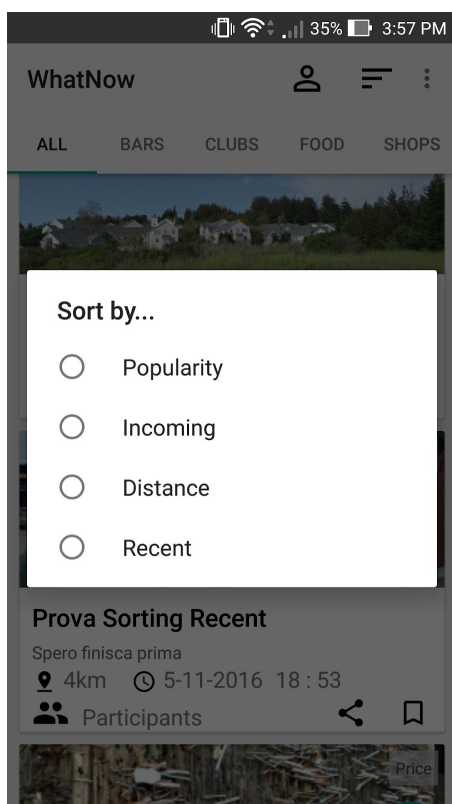 35% 3:57 PM
WhatNow
ALL BARS CLUBS FOOD SHOPS
Sort by...
Popularity
Incoming
Distance
Recent
Prova Sorting Recent
Spero finisca prima
4km 5-11-2016 18 : 53
Participants
Price